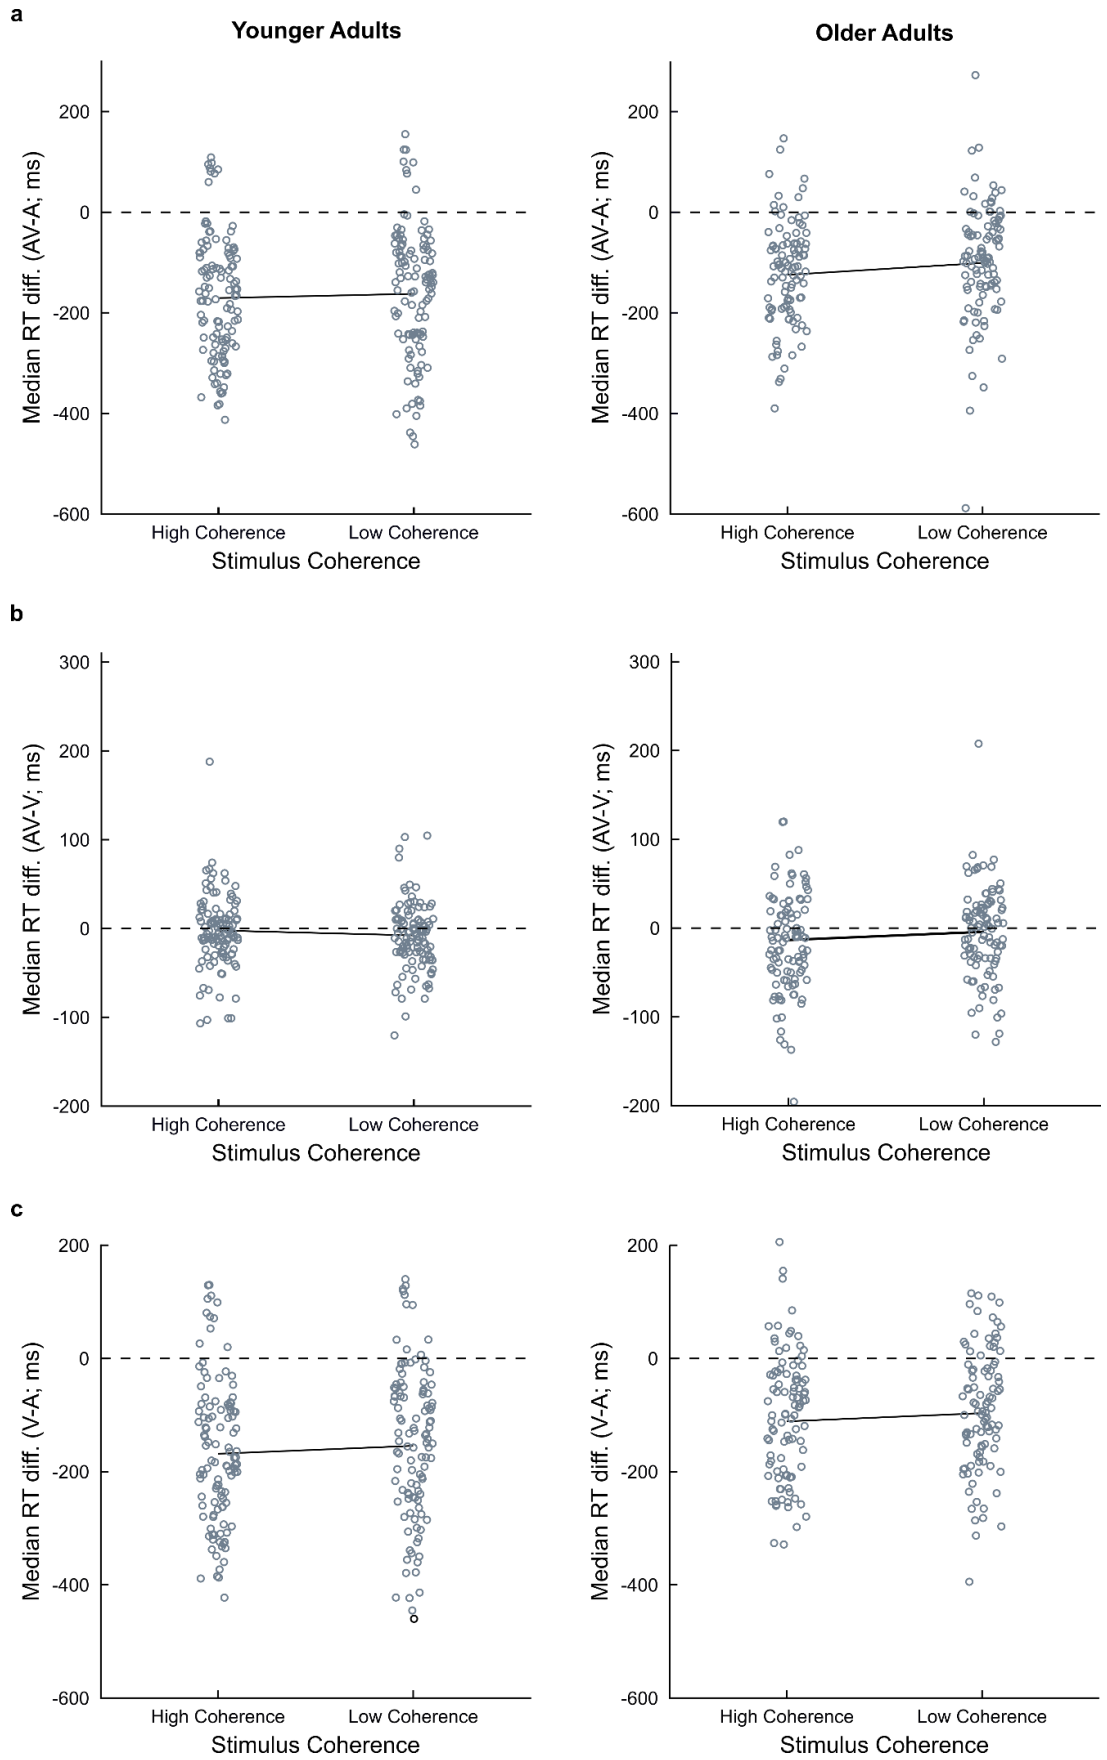 a
Younger Adults
Older Adults
Median RT diff. (AV-A; ms)
200
0
-200
-400
-600
High Coherence
Low Coherence
Stimulus Coherence
Median RT diff. (AV-A; ms)
200
0
-200
-400
-600
High Coherence
Low Coherence
Stimulus Coherence
b
Median RT diff. (AV-V; ms)
300
200
100
0
-100
-200
High Coherence
Low Coherence
Stimulus Coherence
Median RT diff. (AV-V; ms)
300
200
100
0
-100
-200
High Coherence
Low Coherence
Stimulus Coherence
c
Median RT diff. (V-A; ms)
200
0
-200
-400
-600
High Coherence
Low Coherence
Stimulus Coherence
Median RT diff. (V-A; ms)
200
0
-200
-400
-600
High Coherence
Low Coherence
Stimulus Coherence